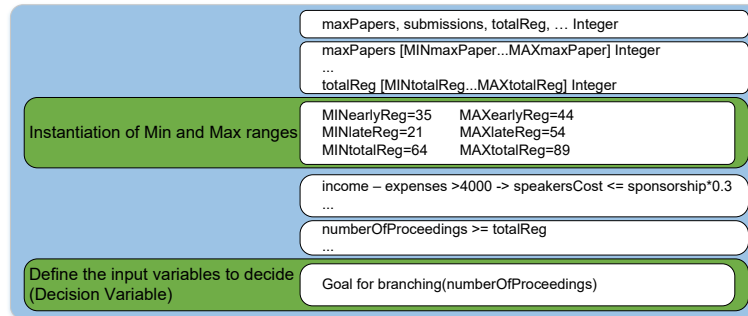 maxPapers, submissions, totalReg, … Integer
maxPapers [MINmaxPaper...MAXmaxPaper] Integer
...
totalReg [MINtotalReg...MAXtotalReg] Integer
Instantiation of Min and Max ranges
MINearlyReg=35 MAXearlyReg=44
MINlateReg=21 MAXlateReg=54
MINtotalReg=64 MAXtotalReg=89
income – expenses >4000 -> speakersCost <= sponsorship*0.3
...
numberOfProceedings >= totalReg
...
Define the input variables to decide
(Decision Variable)
Goal for branching(numberOfProceedings)